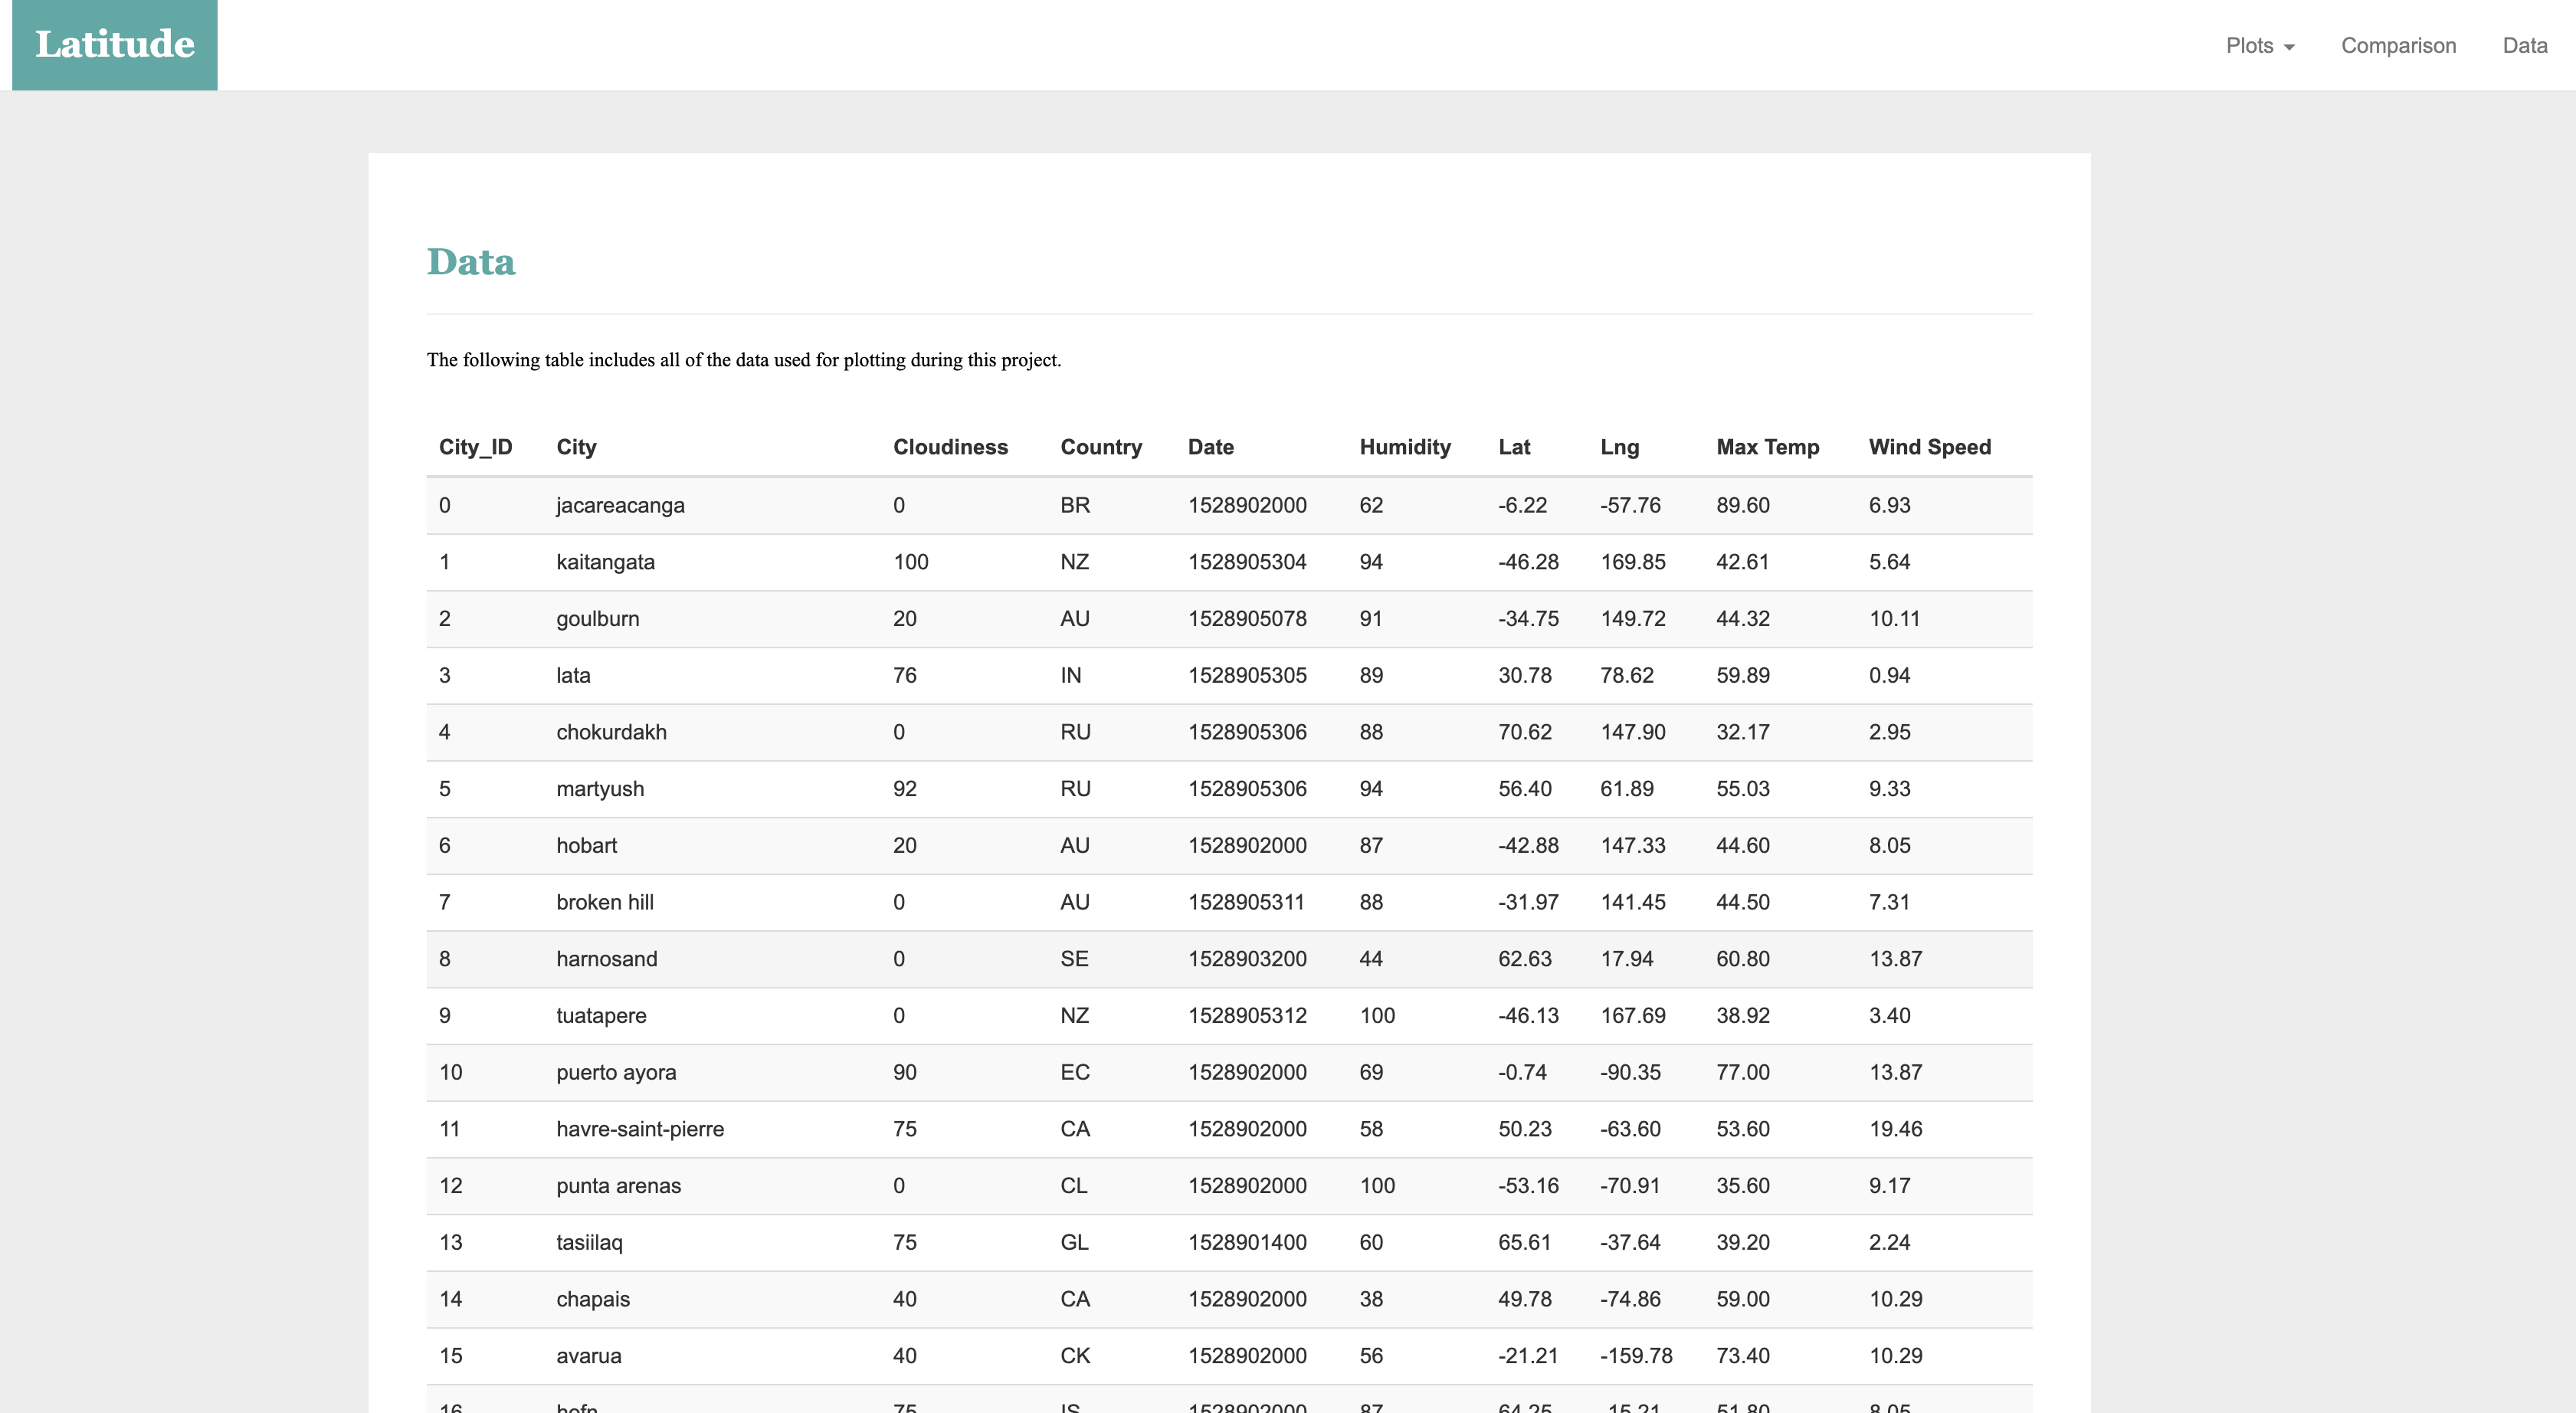 Latitude
Plots Comparison Data
Data
The following table includes all of the data used for plotting during this project.
City_ID City Cloudiness Country Date Humidity Lat Lng Max Temp Wind Speed
0 jacareacanga 0 BR 1528902000 62 -6.22 -57.76 89.60 6.93
1 kaitangata 100 NZ 1528905304 94 -46.28 169.85 42.61 5.64
2 goulburn 20 AU 1528905078 91 -34.75 149.72 44.32 10.11
3 lata 76 IN 1528905305 89 30.78 78.62 59.89 0.94
4 chokurdakh 0 RU 1528905306 88 70.62 147.90 32.17 2.95
5 martyush 92 RU 1528905306 94 56.40 61.89 55.03 9.33
6 hobart 20 AU 1528902000 87 -42.88 147.33 44.60 8.05
7 broken hill 0 AU 1528905311 88 -31.97 141.45 44.50 7.31
8 harnosand 0 SE 1528903200 44 62.63 17.94 60.80 13.87
9 tuatapere 0 NZ 1528905312 100 -46.13 167.69 38.92 3.40
10 puerto ayora 90 EC 1528902000 69 -0.74 -90.35 77.00 13.87
11 havre-saint-pierre 75 CA 1528902000 58 50.23 -63.60 53.60 19.46
12 punta arenas 0 CL 1528902000 100 -53.16 -70.91 35.60 9.17
13 tasiilaq 75 GL 1528901400 60 65.61 -37.64 39.20 2.24
14 chapais 40 CA 1528902000 38 49.78 -74.86 59.00 10.29
15 avarua 40 CK 1528902000 56 -21.21 -159.78 73.40 10.29
16 hofn 75 IS 1528902000 87 64.25 51.80 8.05